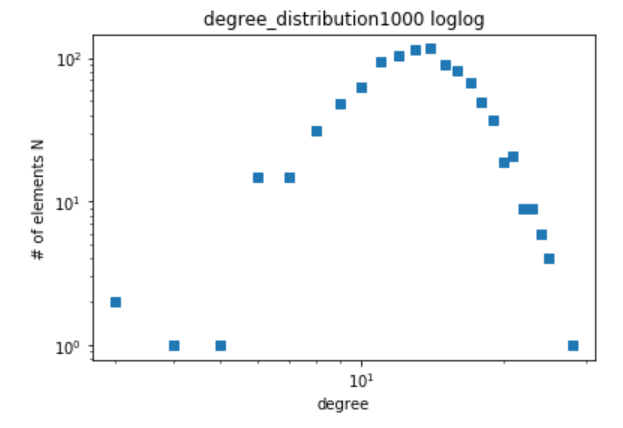 degree_distribution1000 loglog
# of elements N
10²
10¹
10⁰
10¹
degree